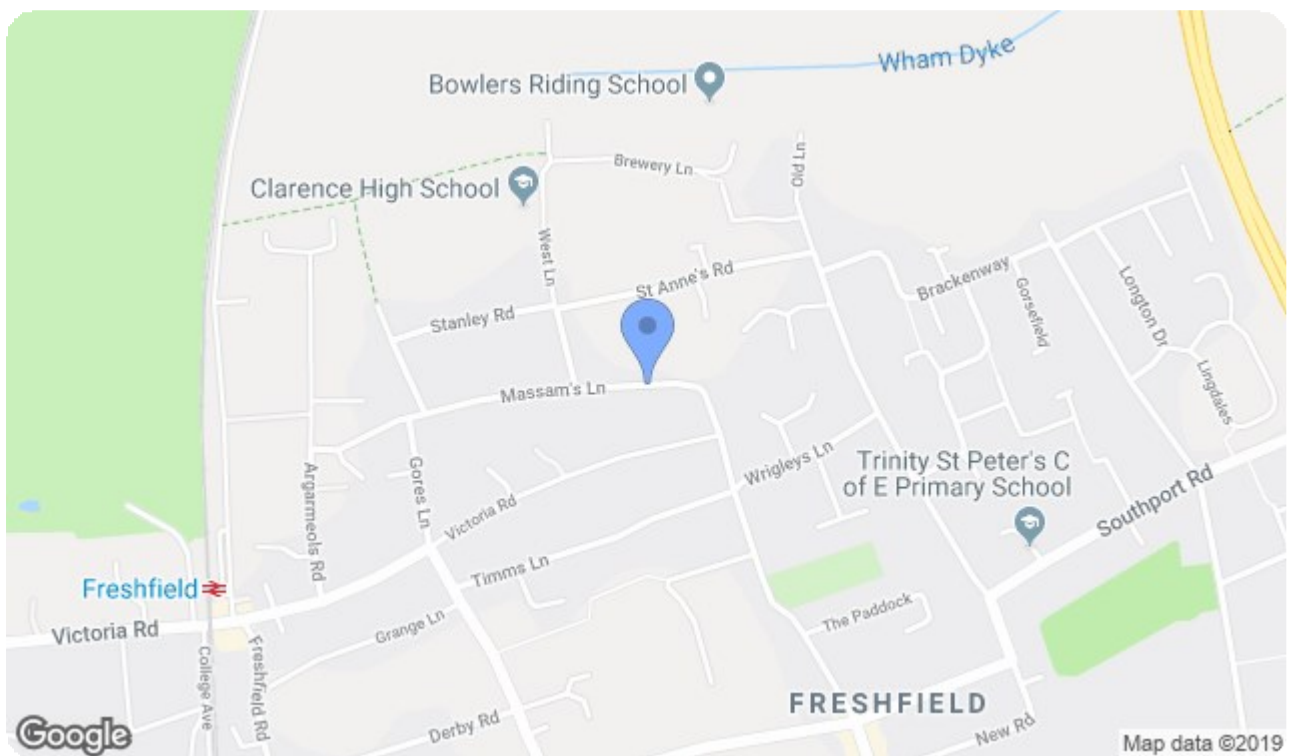 Wham Dyke
Bowlers Riding School
Brewery Ln
Old Ln
Clarence High School
West Ln
St Anne's Rd
Brackenway
Gorsefield
Longton Dr
Stanley Rd
Lingdales
Massam's Ln
Argarmeols Rd
Gores Ln
Wrigleys Ln
Trinity St Peter's C
of E Primary School
Southport Rd
Victoria Rd
Timms Ln
Freshfield
Grange Ln
The Paddock
Victoria Rd
College Ave
Freshfield Rd
FRESHFIELD
Derby Rd
New Rd
Google
Map data ©2019